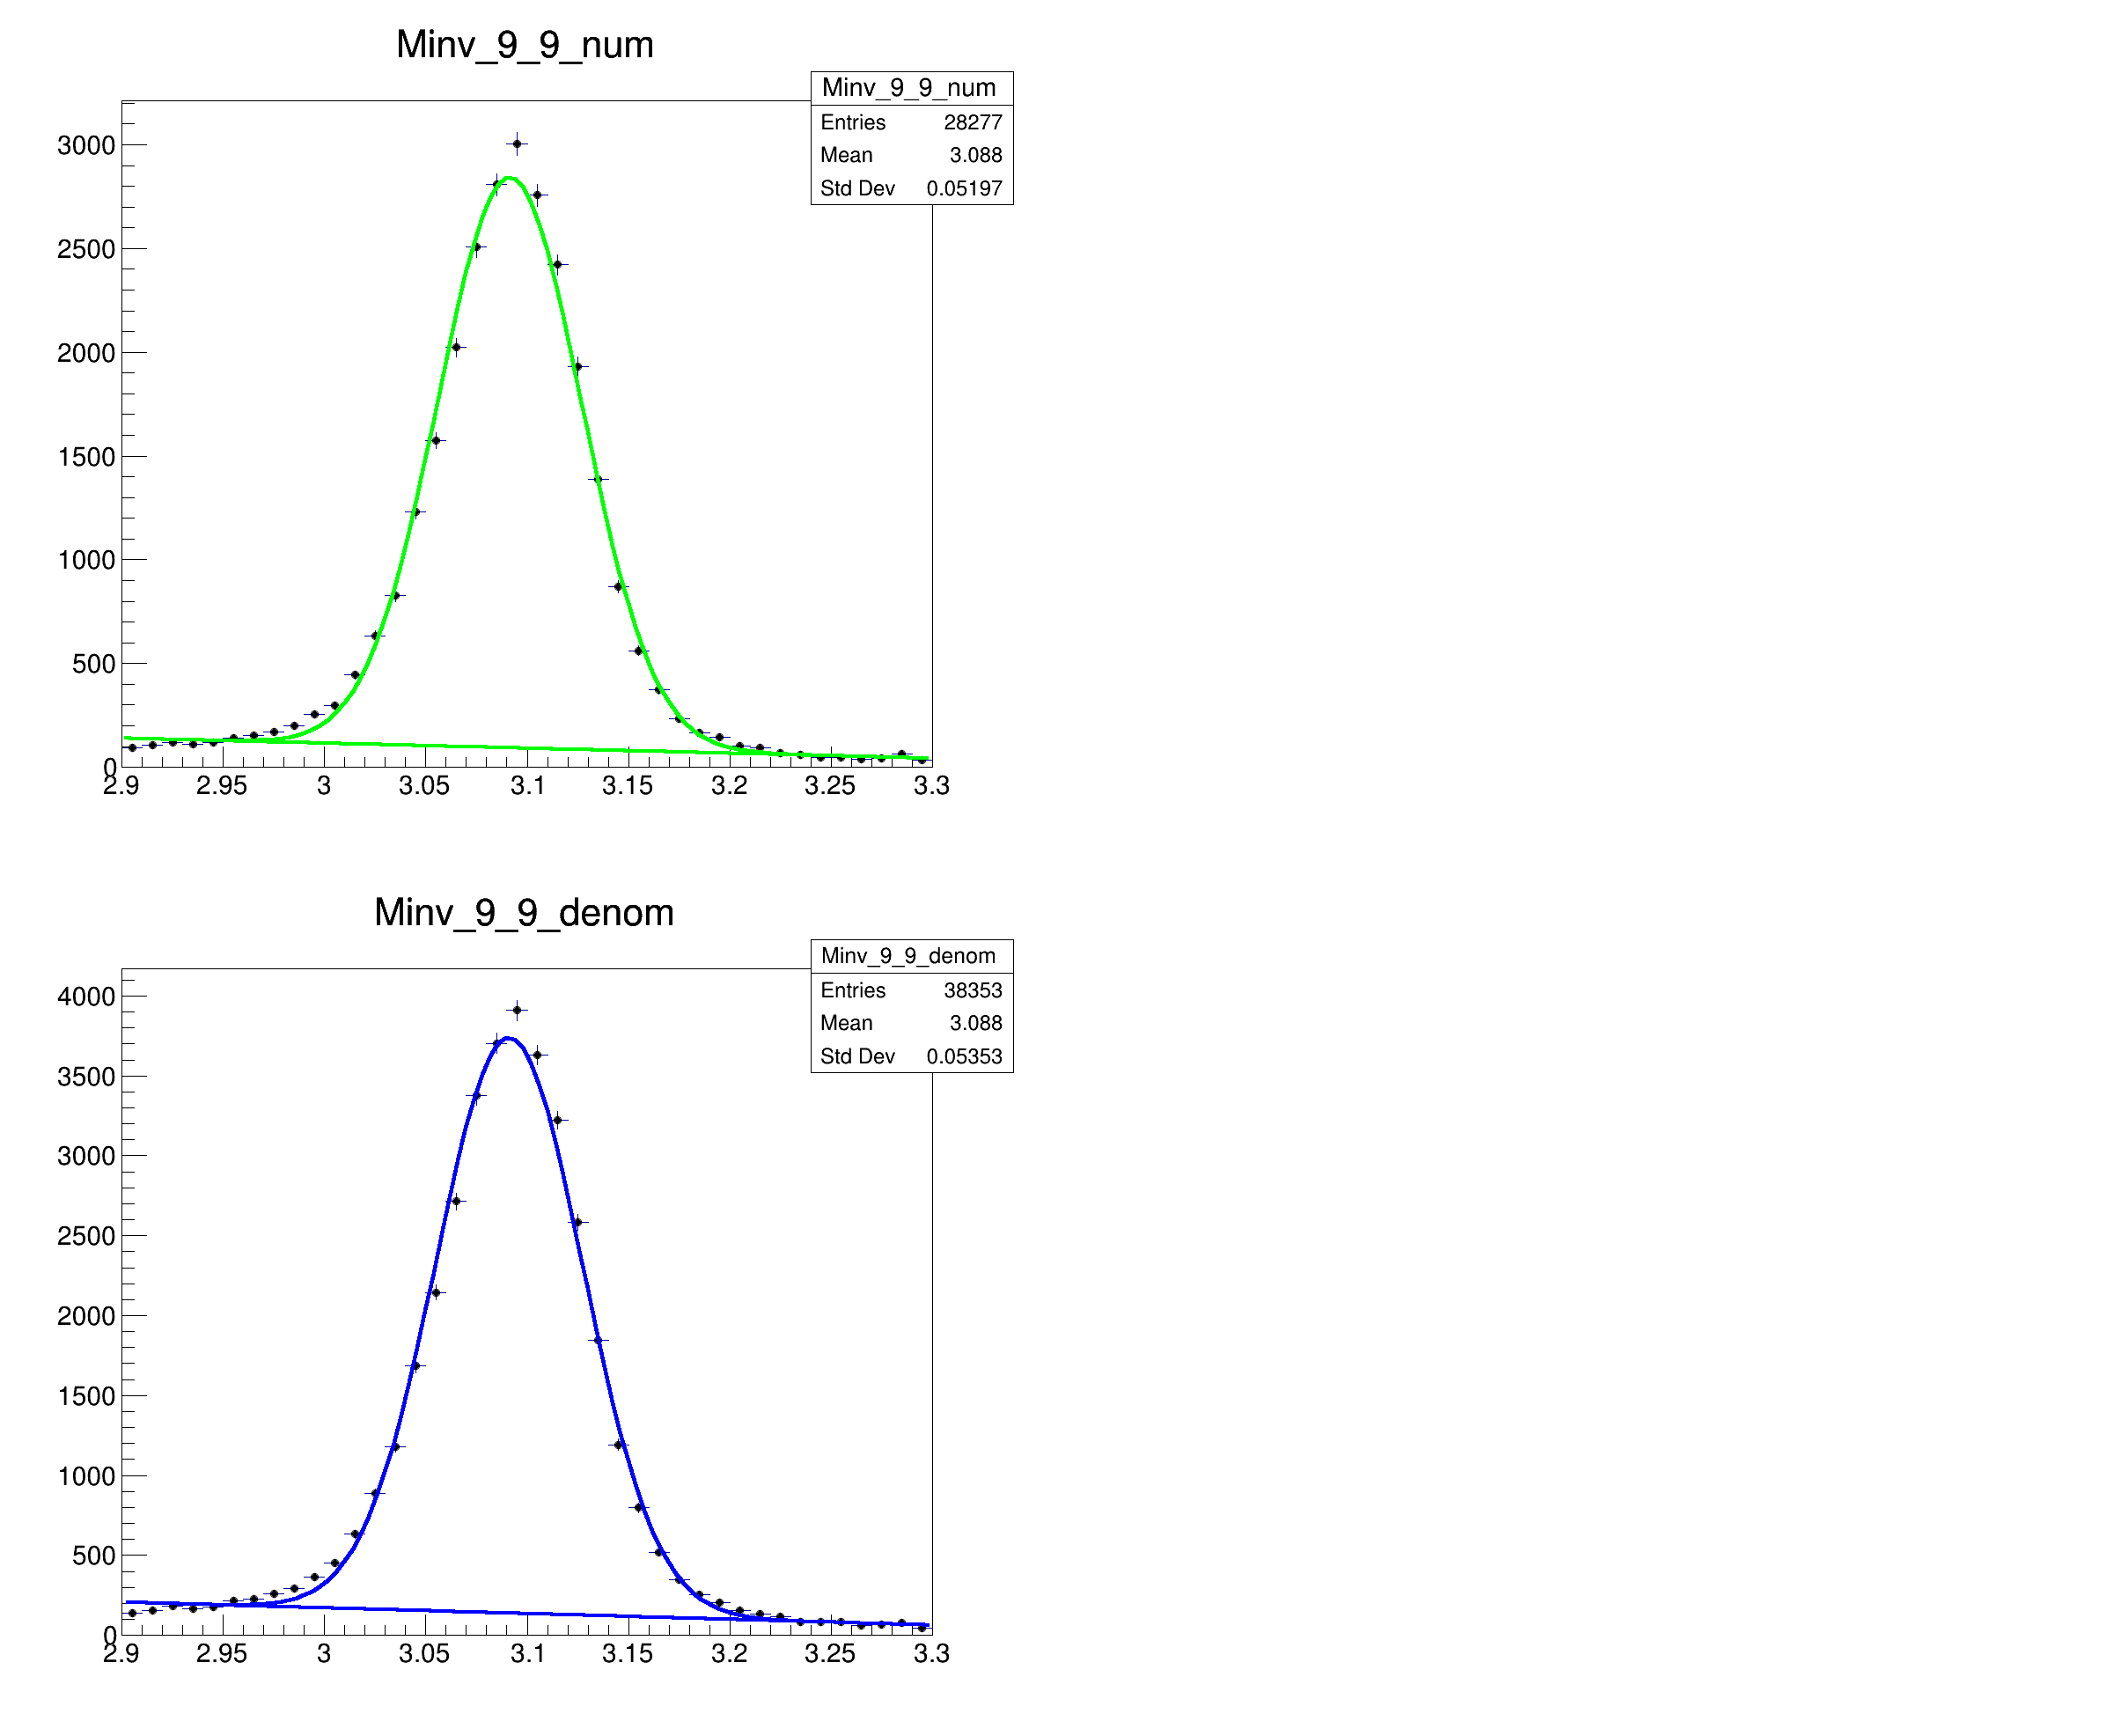 Minv_9_9_num
Minv_9_9_num
Entries 28277
Mean 3.088
Std Dev 0.05197
3000
2500
2000
1500
1000
500
0
2.9 2.95 3 3.05 3.1 3.15 3.2 3.25 3.3
Minv_9_9_denom
Minv_9_9_denom
Entries 38353
Mean 3.088
Std Dev 0.05353
4000
3500
3000
2500
2000
1500
1000
500
0
2.9 2.95 3 3.05 3.1 3.15 3.2 3.25 3.3